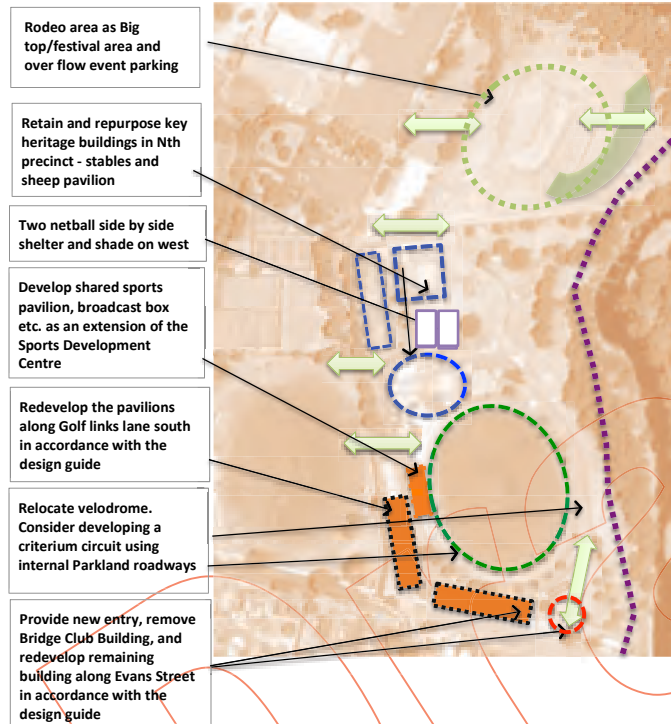 Rodeo area as Big
top/festival area and
over flow event parking
Retain and repurpose key
heritage buildings in Nth
precinct - stables and
sheep pavilion
Two netball side by side
shelter and shade on west
Develop shared sports
pavilion, broadcast box
etc. as an extension of the
Sports Development
Centre
Redevelop the pavilions
along Golf links lane south
in accordance with the
design guide
Relocate velodrome.
Consider developing a
criterium circuit using
internal Parkland roadways
Provide new entry, remove
Bridge Club Building, and
redevelop remaining
building along Evans Street
in accordance with the
design guide